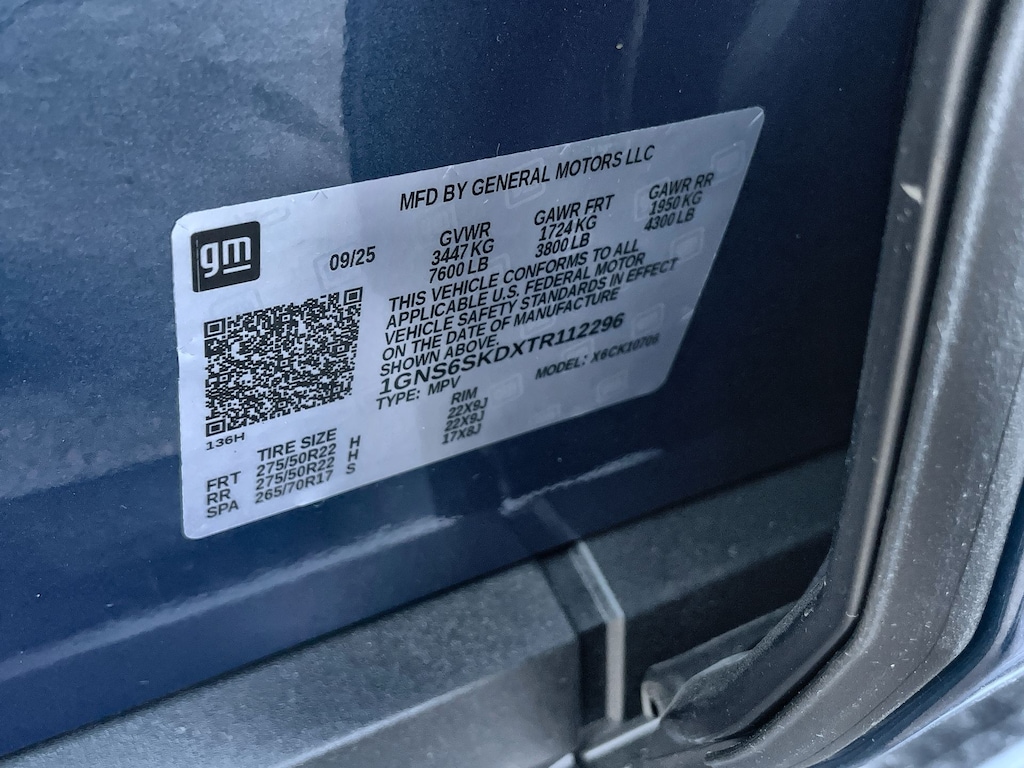 MFD BY GENERAL MOTORS LLC
gm
09/25
GVWR
3447 KG
7600 LB
GAWR FRT
1724 KG
3800 LB
GAWR RR
1950 KG
4300 LB
THIS VEHICLE CONFORMS TO ALL
APPLICABLE U.S. FEDERAL MOTOR
VEHICLE SAFETY STANDARDS IN EFFECT
ON THE DATE OF MANUFACTURE
SHOWN ABOVE.
1GNS6SKDXTR112296
TYPE: MPV MODEL: X6CK10706
136H
TIRE SIZE RIM
FRT 275/50R22 H 22X9J
RR 275/50R22 H 22X9J
SPA 265/70R17 S 17X8J